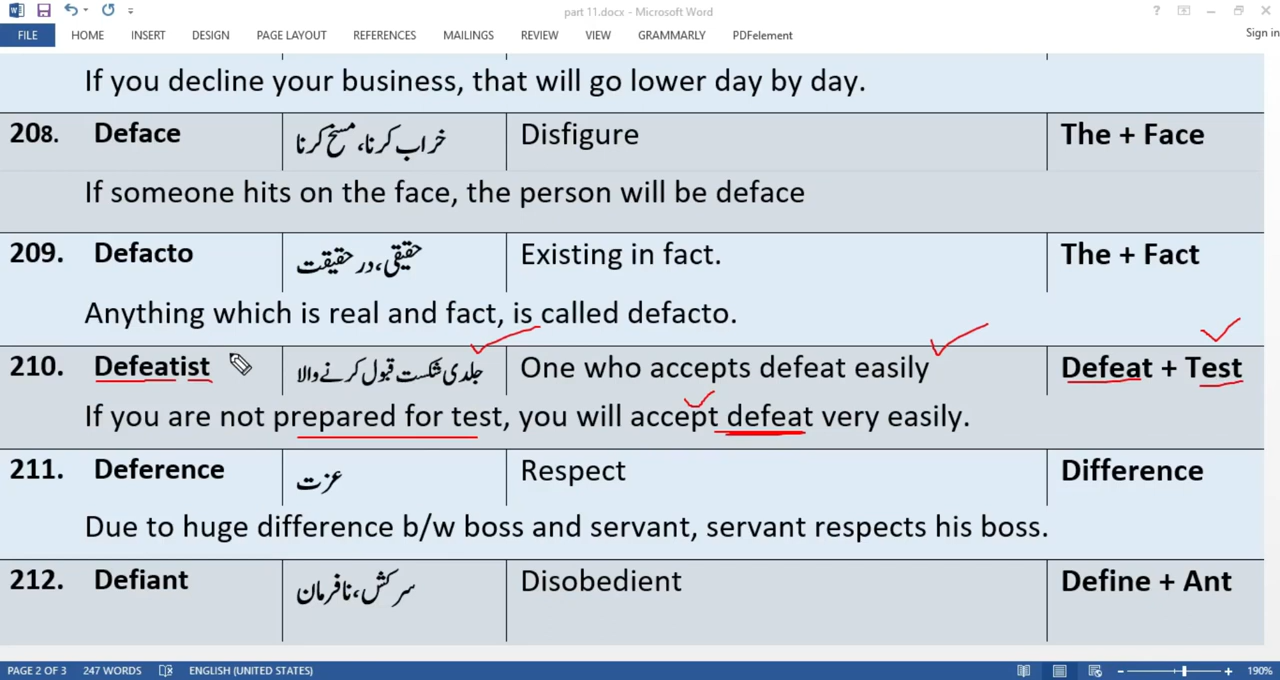 part 11.docx - Microsoft Word
FILE HOME INSERT DESIGN PAGE LAYOUT REFERENCES MAILINGS REVIEW VIEW GRAMMARLY PDFelement Sign in
If you decline your business, that will go lower day by day.
208. Deface خراب کرنا، مسخ کرنا Disfigure The + Face
If someone hits on the face, the person will be deface
209. Defacto حقیقی، در حقیقت Existing in fact. The + Fact
Anything which is real and fact, is called defacto.
210. Defeatist جلدی شکست قبول کرنے والا One who accepts defeat easily Defeat + Test
If you are not prepared for test, you will accept defeat very easily.
211. Deference عزت Respect Difference
Due to huge difference b/w boss and servant, servant respects his boss.
212. Defiant سرکش، نافرمان Disobedient Define + Ant
PAGE 2 OF 3 247 WORDS ENGLISH (UNITED STATES) 190%